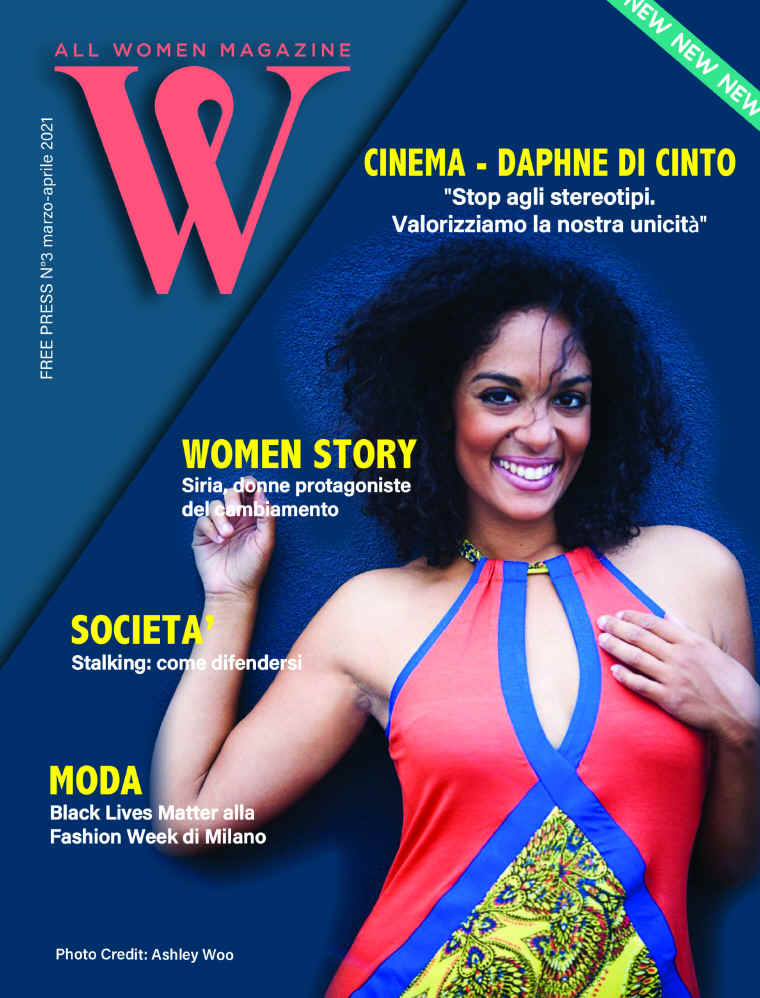 NEW NEW NEW
ALL WOMEN MAGAZINE
W
FREE PRESS N°3 marzo-aprile 2021
CINEMA - DAPHNE DI CINTO
"Stop agli stereotipi.
Valorizziamo la nostra unicità"
WOMEN STORY
Siria, donne protagoniste
del cambiamento
SOCIETA'
Stalking: come difendersi
MODA
Black Lives Matter alla
Fashion Week di Milano
Photo Credit: Ashley Woo